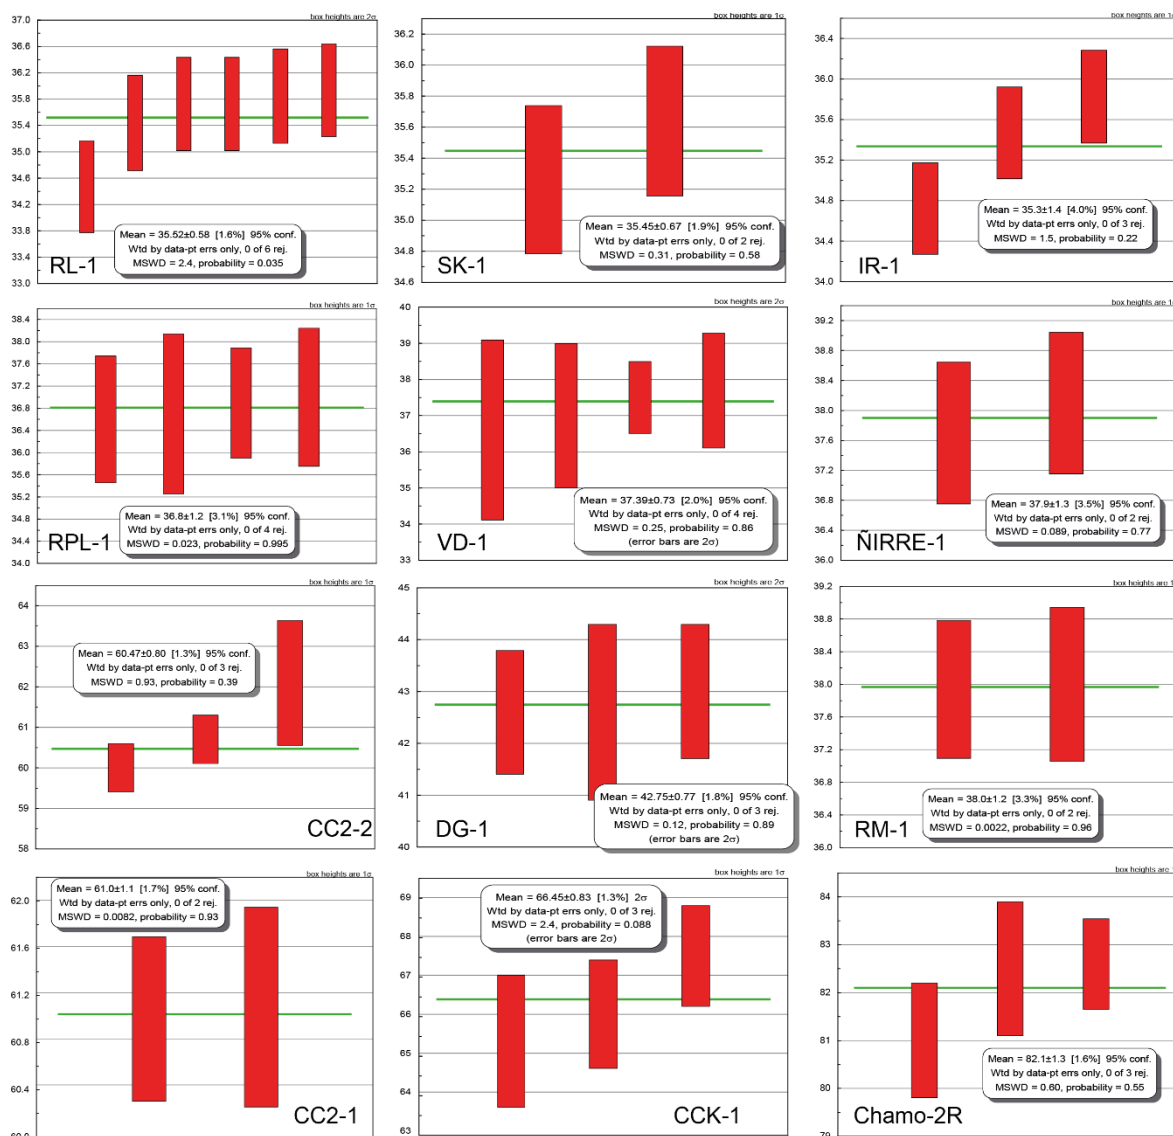 box heights are 2σ
37.0
36.6
36.2
35.8
35.4
35.0
34.6
34.2
33.8
33.4
33.0
Mean = 35.52±0.58 [1.6%] 95% conf.
Wtd by data-pt errs only, 0 of 6 rej.
MSWD = 2.4, probability = 0.035
RL-1
box heights are 1σ
36.2
36.0
35.8
35.6
35.4
35.2
35.0
34.8
34.6
Mean = 35.45±0.67 [1.9%] 95% conf.
Wtd by data-pt errs only, 0 of 2 rej.
MSWD = 0.31, probability = 0.58
SK-1
box heights are 1σ
36.4
36.0
35.6
35.2
34.8
34.4
34.0
Mean = 35.3±1.4 [4.0%] 95% conf.
Wtd by data-pt errs only, 0 of 3 rej.
MSWD = 1.5, probability = 0.22
IR-1
box heights are 1σ
38.4
38.0
37.6
37.2
36.8
36.4
36.0
35.6
35.2
34.8
34.4
34.0
Mean = 36.8±1.2 [3.1%] 95% conf.
Wtd by data-pt errs only, 0 of 4 rej.
MSWD = 0.023, probability = 0.995
RPL-1
box heights are 2σ
40
39
38
37
36
35
34
33
Mean = 37.39±0.73 [2.0%] 95% conf.
Wtd by data-pt errs only, 0 of 4 rej.
MSWD = 0.25, probability = 0.86
(error bars are 2σ)
VD-1
box heights are 1
39.2
38.8
38.4
38.0
37.6
37.2
36.8
36.4
36.0
Mean = 37.9±1.3 [3.5%] 95% conf.
Wtd by data-pt errs only, 0 of 2 rej.
MSWD = 0.089, probability = 0.77
ÑIRRE-1
box heights are 1σ
64
63
62
61
60
59
58
Mean = 60.47±0.80 [1.3%] 95% conf.
Wtd by data-pt errs only, 0 of 3 rej.
MSWD = 0.93, probability = 0.39
CC2-2
box heights are 2σ
45
44
43
42
41
40
Mean = 42.75±0.77 [1.8%] 95% conf.
Wtd by data-pt errs only, 0 of 3 rej.
MSWD = 0.12, probability = 0.89
(error bars are 2σ)
DG-1
box heights are 1
39.2
38.8
38.4
38.0
37.6
37.2
36.8
36.4
36.0
Mean = 38.0±1.2 [3.3%] 95% conf.
Wtd by data-pt errs only, 0 of 2 rej.
MSWD = 0.0022, probability = 0.96
RM-1
box heights are 1σ
62.0
61.6
61.2
60.8
60.4
60.0
Mean = 61.0±1.1 [1.7%] 95% conf.
Wtd by data-pt errs only, 0 of 2 rej.
MSWD = 0.0082, probability = 0.93
CC2-1
box heights are 1σ
69
68
67
66
65
64
63
Mean = 66.45±0.83 [1.3%] 2σ
Wtd by data-pt errs only, 0 of 3 rej.
MSWD = 2.4, probability = 0.088
(error bars are 2σ)
CCK-1
box heights are 1
84
83
82
81
80
79
Mean = 82.1±1.3 [1.6%] 95% conf.
Wtd by data-pt errs only, 0 of 3 rej.
MSWD = 0.60, probability = 0.55
Chamo-2R